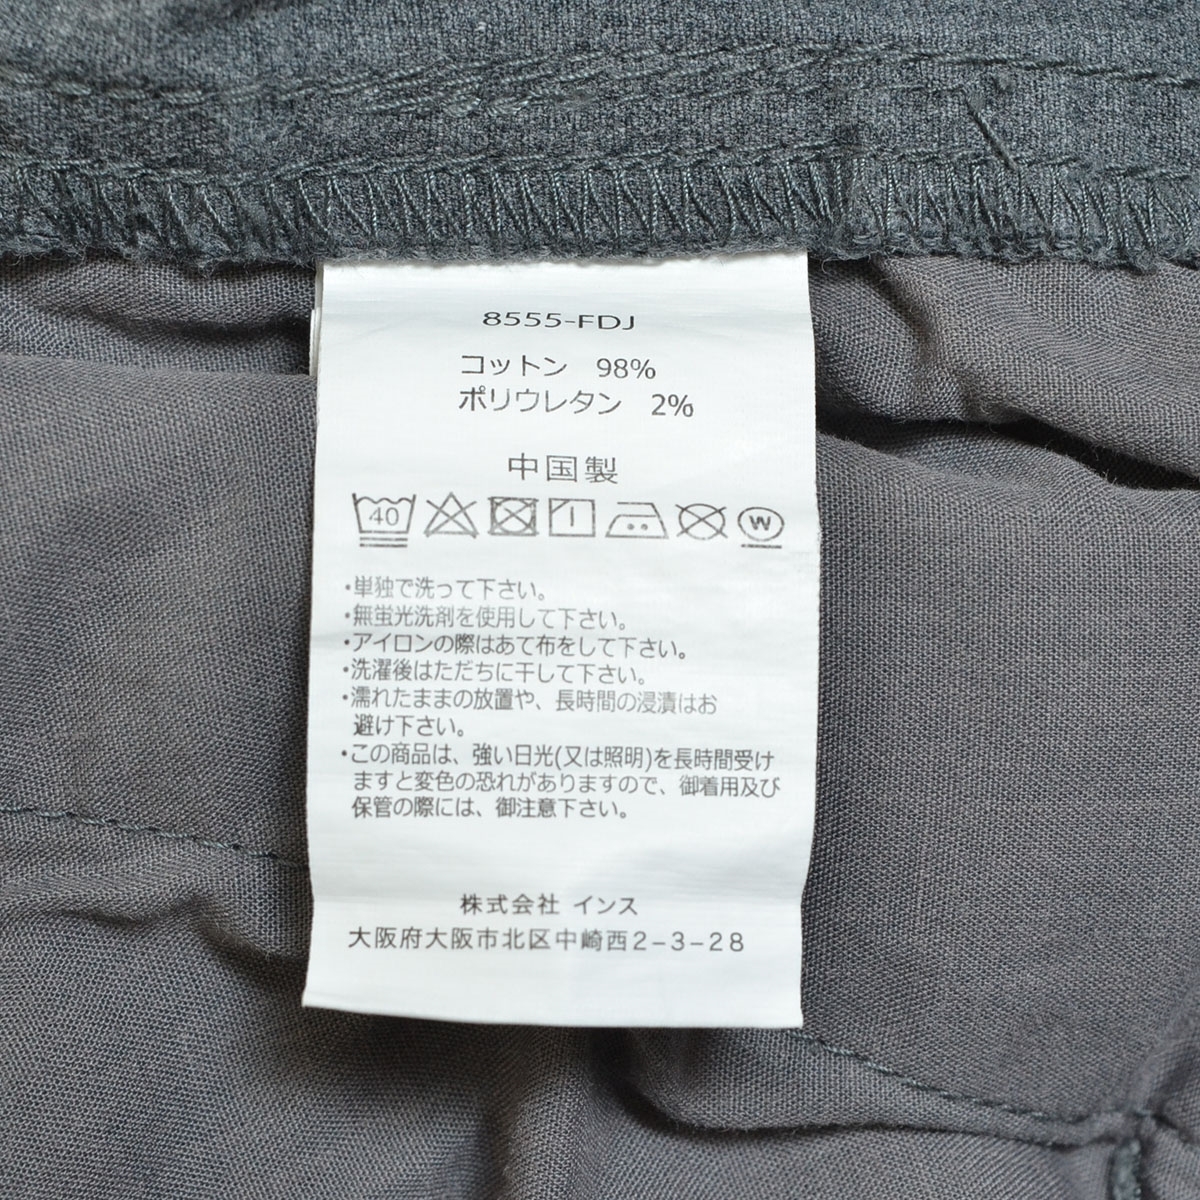 8555-FDJ
コットン 98%
ポリウレタン 2%
中国製
40 W
・単独で洗って下さい。
・無蛍光洗剤を使用して下さい。
・アイロンの際はあて布をして下さい。
・洗濯後はただちに干して下さい。
・濡れたままの放置や、長時間の浸漬はお
避け下さい。
・この商品は、強い日光(又は照明)を長時間受け
ますと変色の恐れがありますので、御着用及び
保管の際には、御注意下さい。
株式会社 インス
大阪府大阪市北区中崎西2-3-28